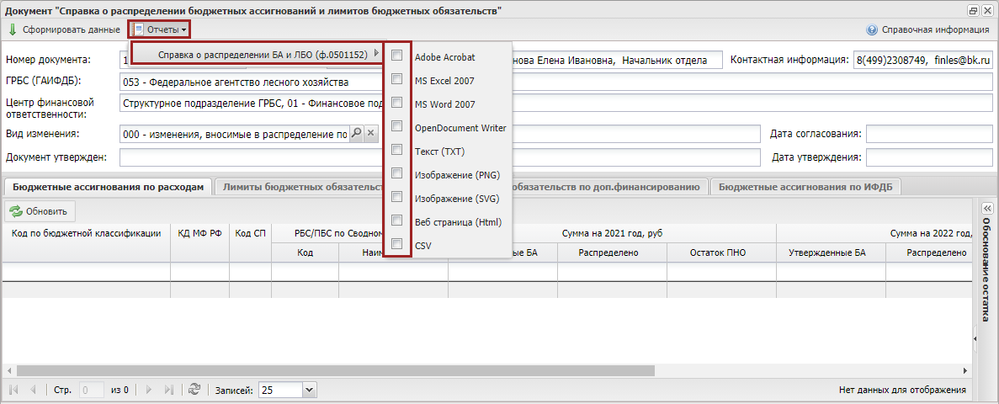 Документ "Справка о распределении бюджетных ассигнований и лимитов бюджетных обязательств"
Сформировать данные Отчеты Справочная информация
Справка о распределении БА и ЛБО (ф.0501152)
Adobe Acrobat
MS Excel 2007
MS Word 2007
OpenDocument Writer
Текст (TXT)
Изображение (PNG)
Изображение (SVG)
Веб страница (Html)
CSV
Номер документа: 1 нова Елена Ивановна, Начальник отдела Контактная информация: 8(499)2308749, finles@bk.ru
ГРБС (ГАИФДБ): 053 - Федеральное агентство лесного хозяйства
Центр финансовой
ответственности: Структурное подразделение ГРБС, 01 - Финансовое под
Вид изменения: 000 - изменения, вносимые в распределение по Дата согласования:
Документ утвержден: Дата утверждения:
Бюджетные ассигнования по расходам Лимиты бюджетных обязательст обязательств по доп.финансированию Бюджетные ассигнования по ИФДБ
Обновить
Код по бюджетной классификации КД МФ РФ Код СП РБС/ПБС по Сводном Сумма на 2021 год, руб Сумма на 2022 год,
Код Наим ные БА Распределено Остаток ПНО Утвержденные БА Распределено
Обоснование остатка
Стр. 0 из 0 Записей: 25 Нет данных для отображения